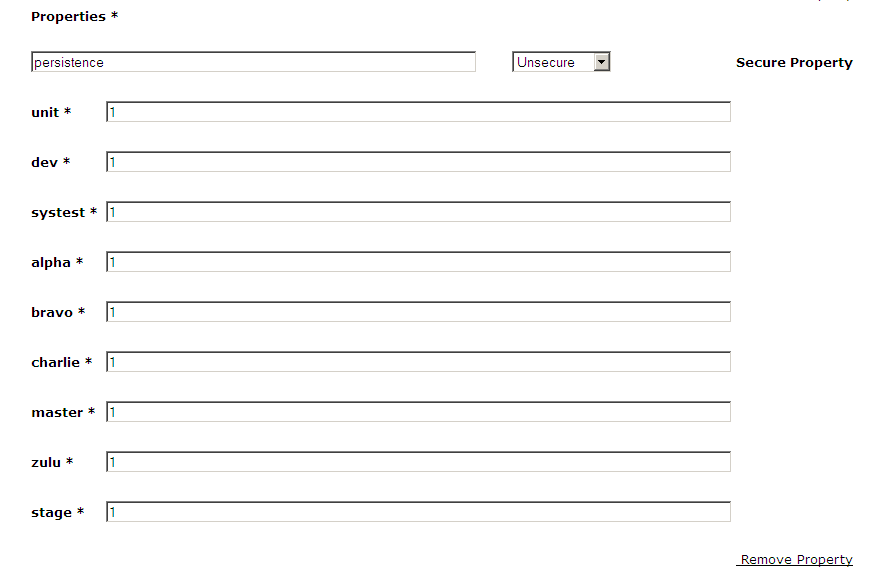 Properties *
persistence Unsecure Secure Property
unit * 1
dev * 1
systest * 1
alpha * 1
bravo * 1
charlie * 1
master * 1
zulu * 1
stage * 1
Remove Property